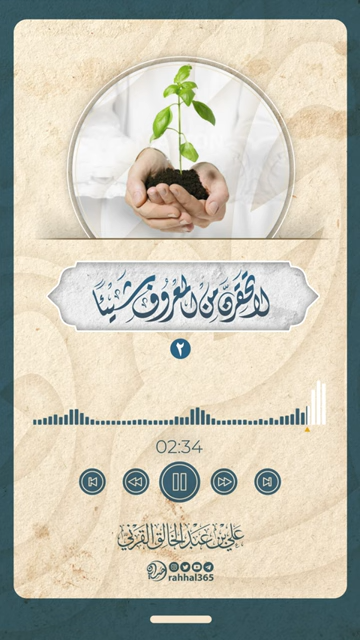 لا تحقرن من المعروف شيئا
٢
02:34
علي بن عبد الخالق القرني
rahhal365